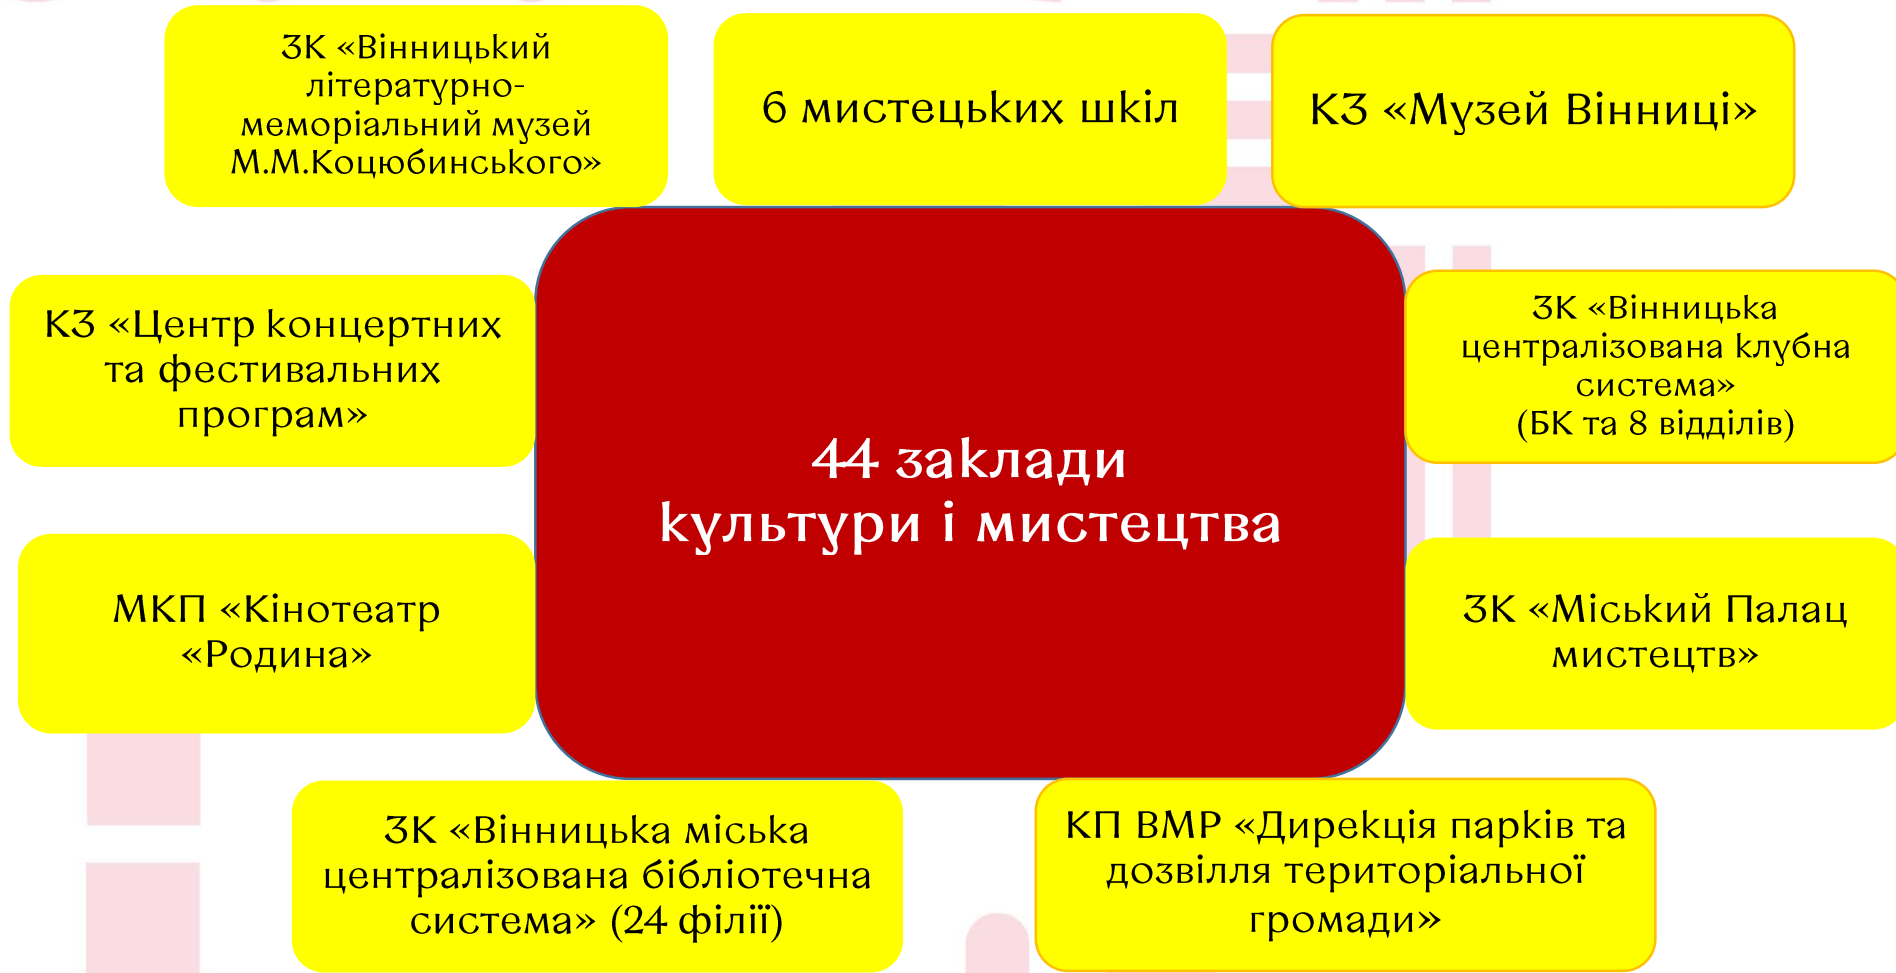 ЗК «Вінницький
літературно-
меморіальний музей
М.М.Коцюбинського»
6 мистецьких шкіл
КЗ «Музей Вінниці»
КЗ «Центр концертних
та фестивальних
програм»
ЗК «Вінницька
централізована клубна
система»
(БК та 8 відділів)
44 заклади
культури і мистецтва
МКП «Кінотеатр
«Родина»
ЗК «Міський Палац
мистецтв»
ЗК «Вінницька міська
централізована бібліотечна
система» (24 філії)
КП ВМР «Дирекція парків та
дозвілля територіальної
громади»